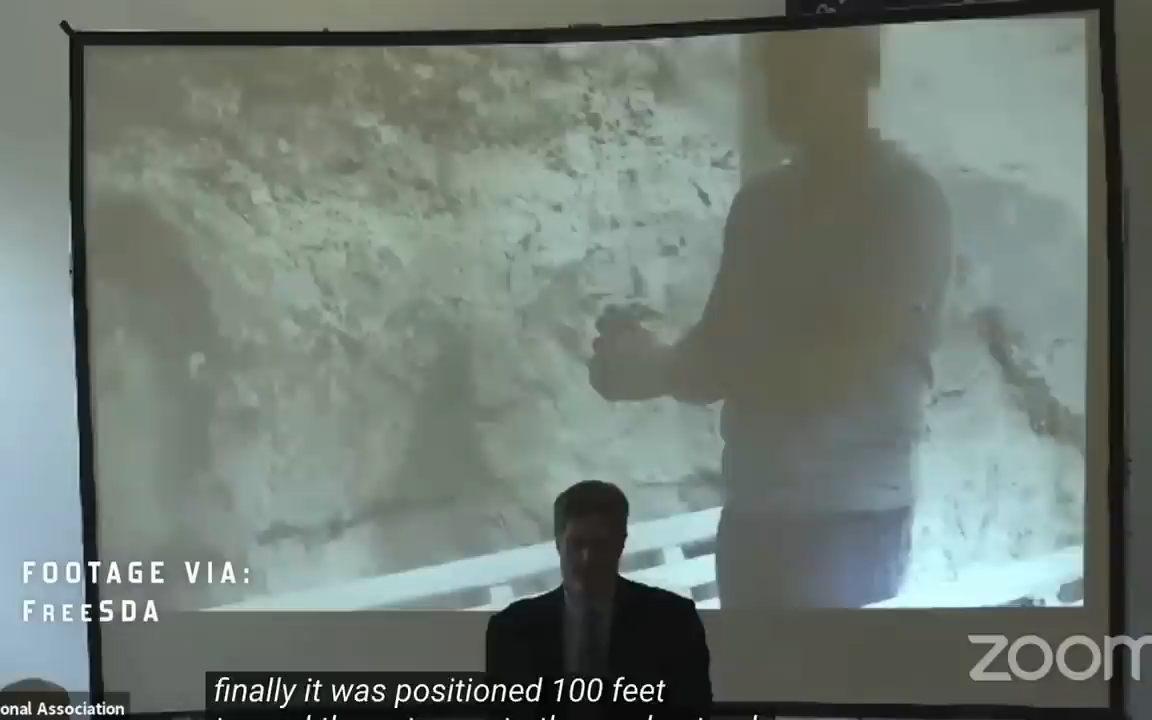 FOOTAGE VIA:
FREESDA
zoom
finally it was positioned 100 feet
onal Association